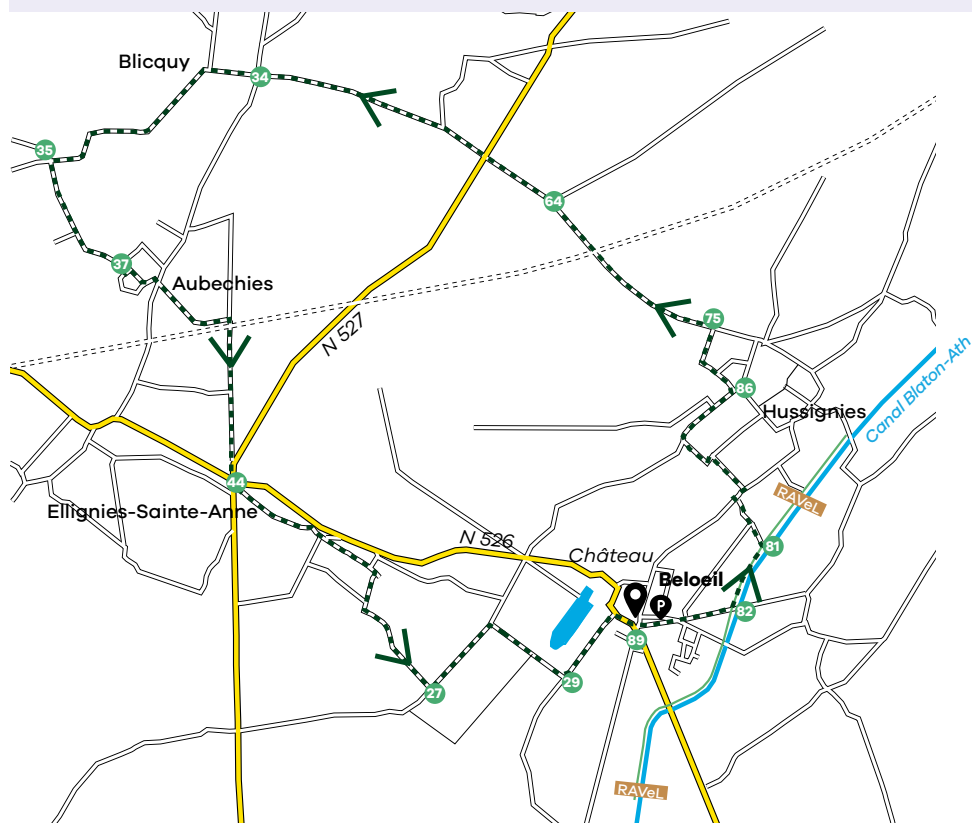 Blicquy
34
35
64
37
Aubechies
N 527
75
86
Hussignies
Canal Blaton-Ath
44
RAVeL
Ellignies-Sainte-Anne
N 526
Château
81
Beloeil
P
82
89
29
27
RAVeL